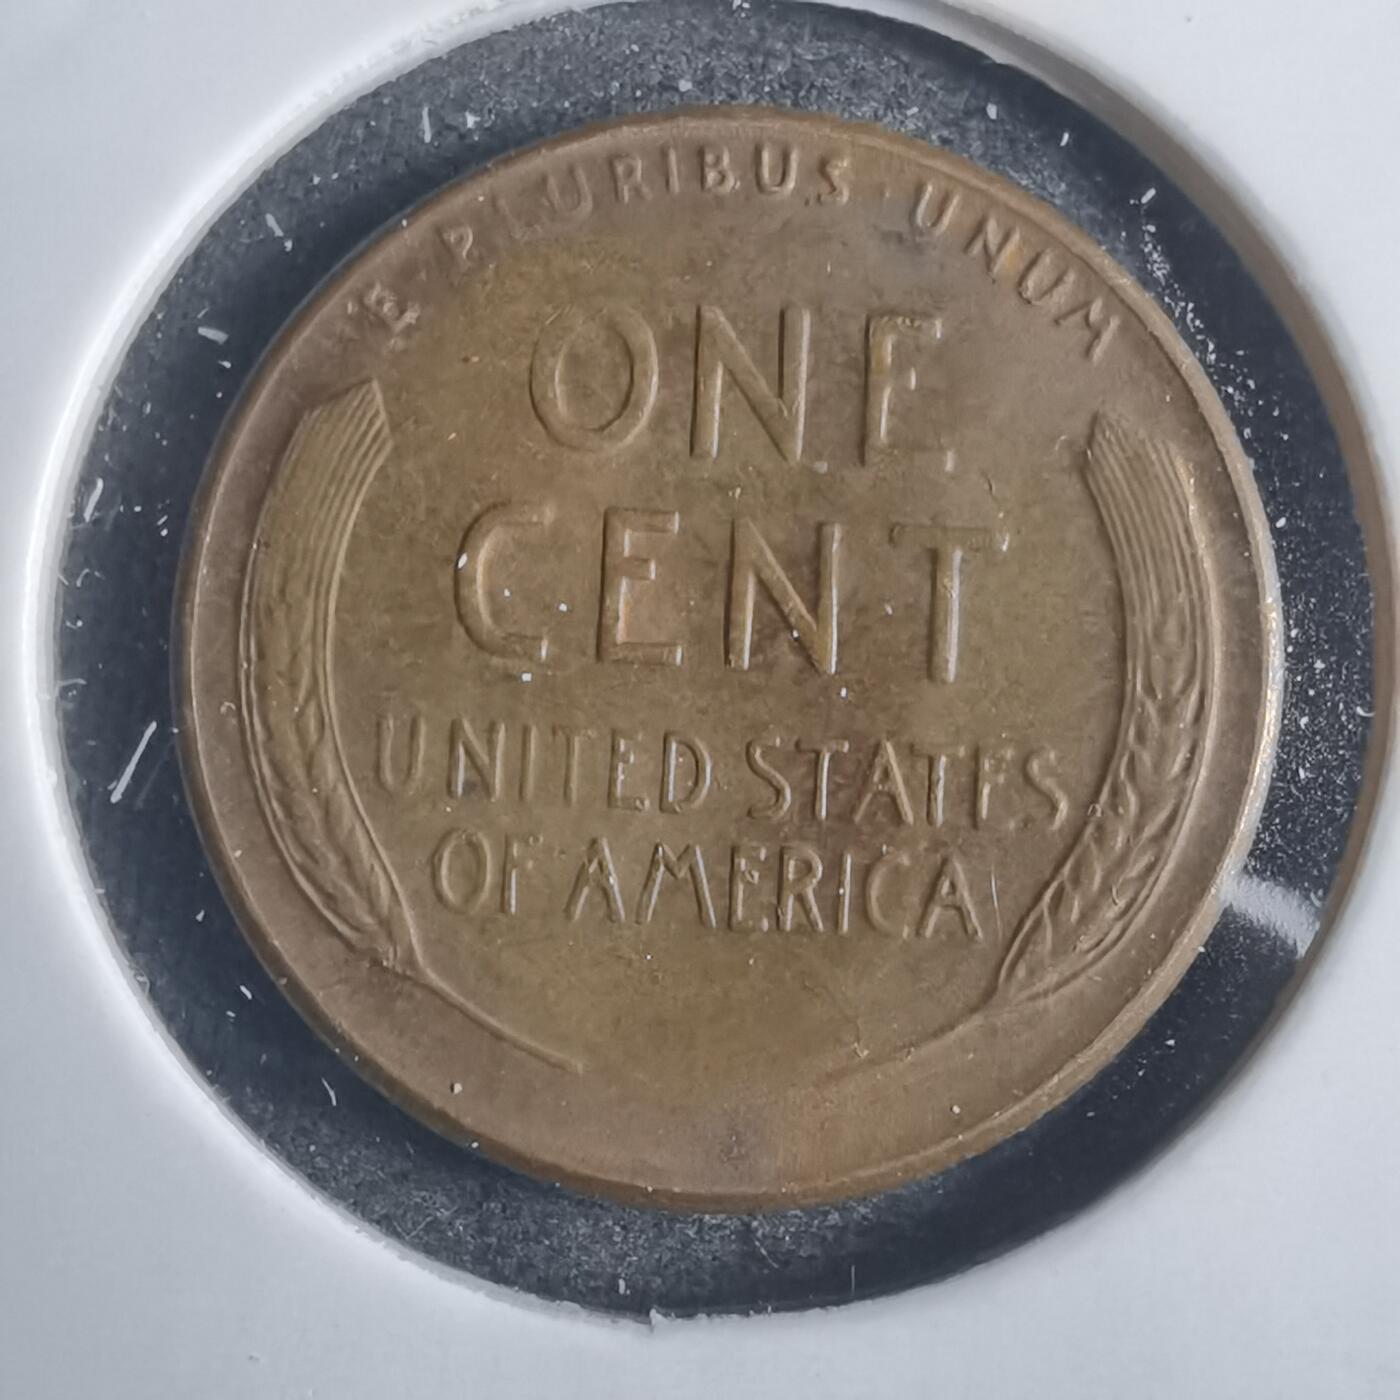 E · PLURIBUS · UNUM
ONE
CENT
UNITED STATES
OF AMERICA